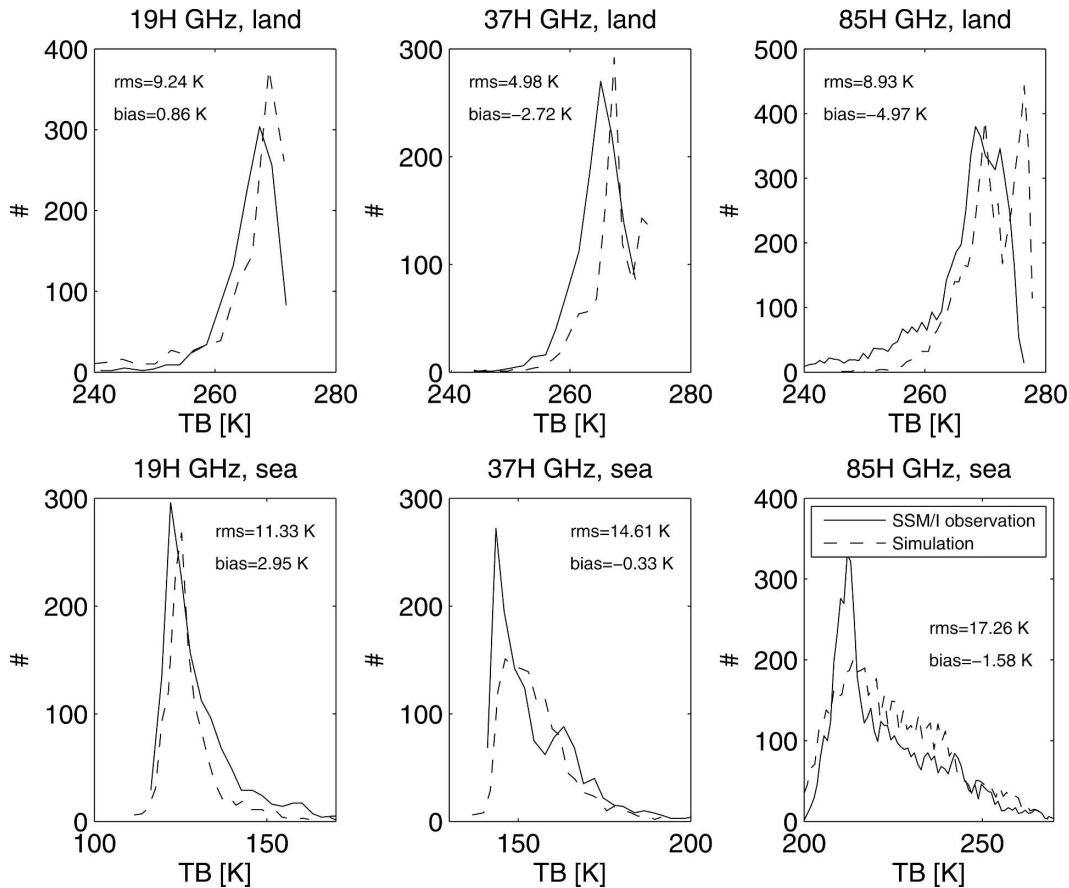 19H GHz, land
37H GHz, land
85H GHz, land
400
300
200
100
0
#
rms=9.24 K
bias=0.86 K
240
260
280
TB [K]
300
200
100
0
#
rms=4.98 K
bias=−2.72 K
240
260
280
TB [K]
500
400
300
200
100
0
#
rms=8.93 K
bias=−4.97 K
240
260
280
TB [K]
19H GHz, sea
37H GHz, sea
85H GHz, sea
300
200
100
0
#
rms=11.33 K
bias=2.95 K
100
150
TB [K]
300
200
100
0
#
rms=14.61 K
bias=−0.33 K
150
200
TB [K]
400
300
200
100
0
#
SSM/I observation
Simulation
rms=17.26 K
bias=−1.58 K
200
250
TB [K]